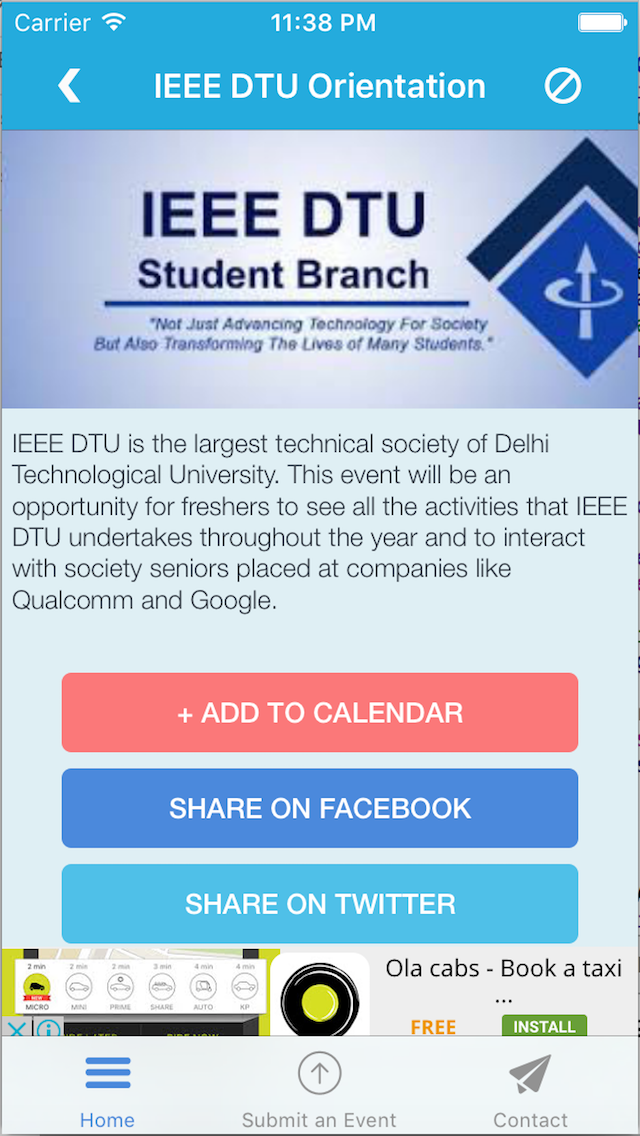 Carrier 11:38 PM
IEEE DTU Orientation
IEEE DTU
Student Branch
"Not Just Advancing Technology For Society
But Also Transforming The Lives of Many Students."
IEEE DTU is the largest technical society of Delhi
Technological University. This event will be an
opportunity for freshers to see all the activities that IEEE
DTU undertakes throughout the year and to interact
with society seniors placed at companies like
Qualcomm and Google.
+ ADD TO CALENDAR
SHARE ON FACEBOOK
SHARE ON TWITTER
2 min 2 min 2 min 3 min 4 min 4 min
NEW
MICRO MINI PRIME SHARE AUTO KP
Ola cabs - Book a taxi
...
FREE INSTALL
Home Submit an Event Contact